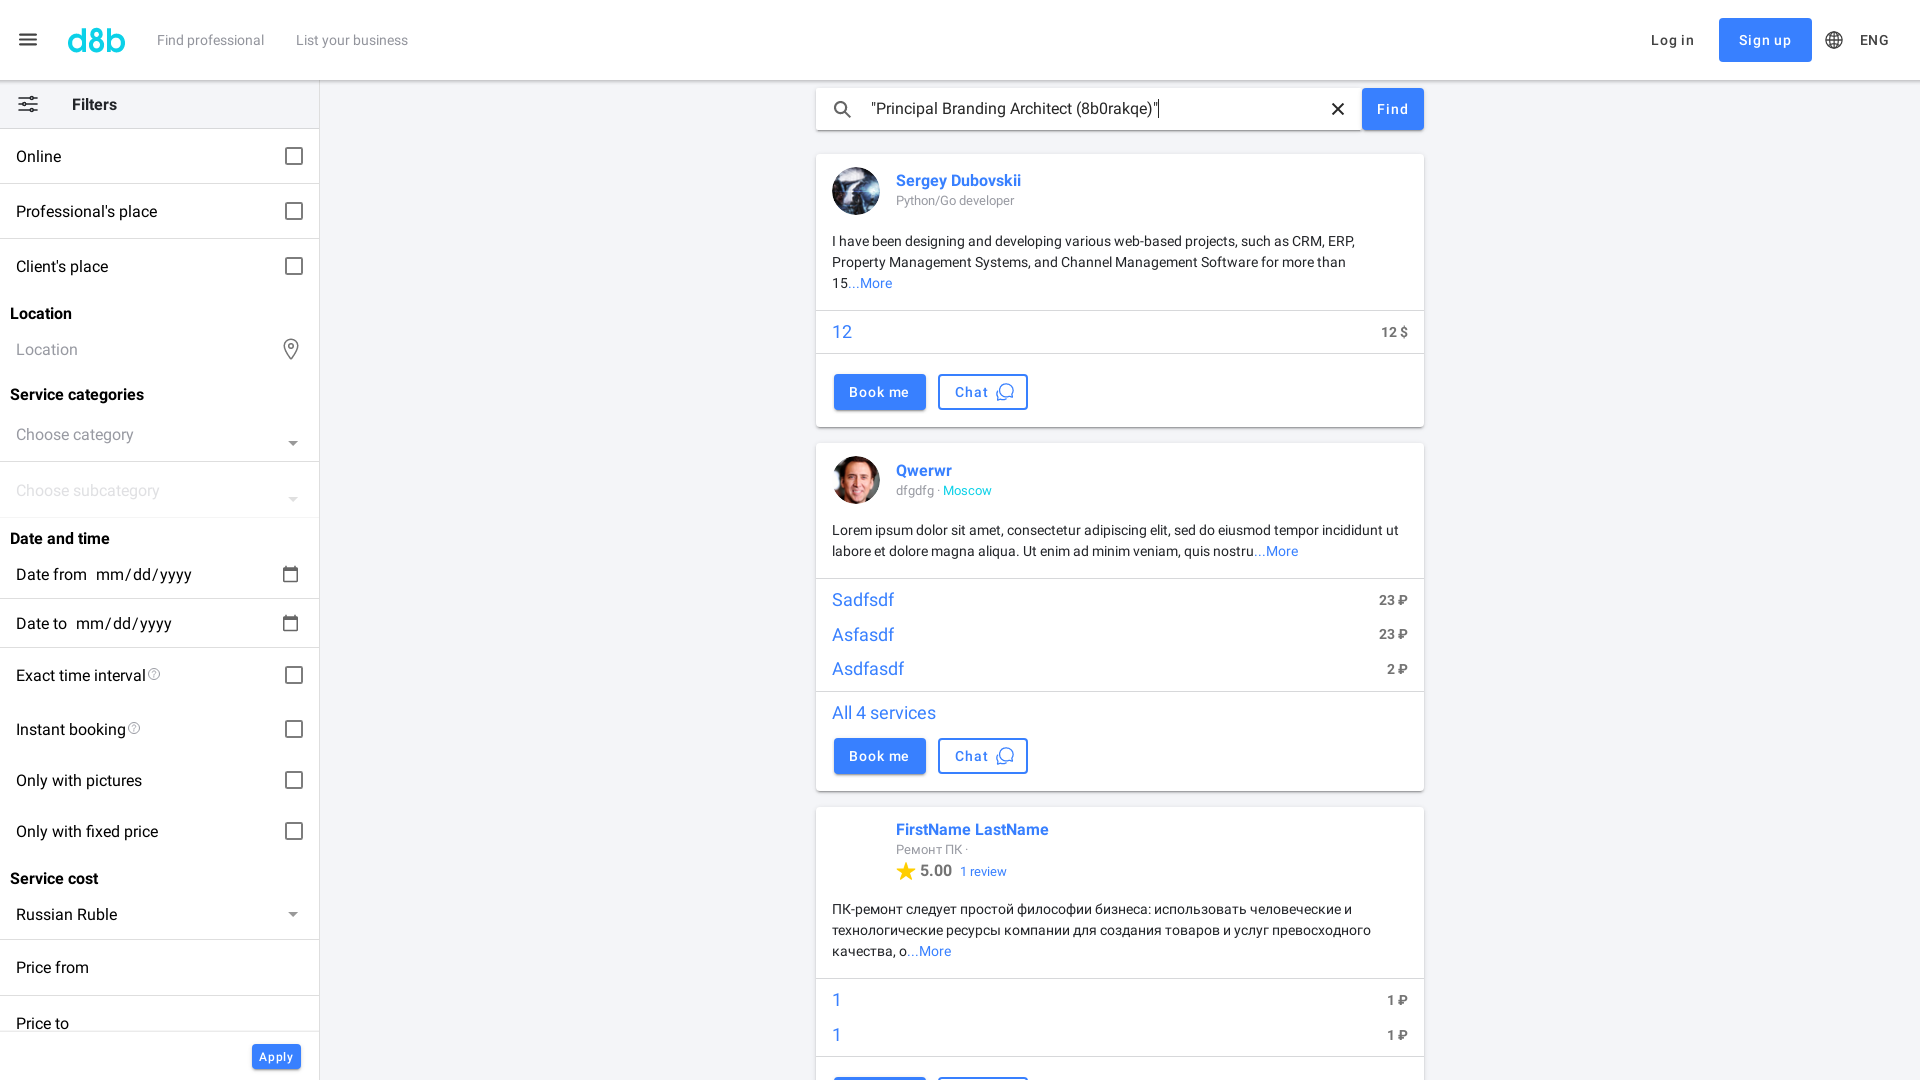 d8b
Find professional
List your business
Log in
Sign up
ENG
Filters
Online
Professional's place
Client's place
Location
Location
Service categories
Choose category
Choose subcategory
Date and time
Date from mm/dd/yyyy
Date to mm/dd/yyyy
Exact time interval
Instant booking
Only with pictures
Only with fixed price
Service cost
Russian Ruble
Price from
Price to
Apply
"Principal Branding Architect (8b0rakqe)"
Find
Sergey Dubovskii
Python/Go developer
I have been designing and developing various web-based projects, such as CRM, ERP,
Property Management Systems, and Channel Management Software for more than
15...More
12 12 $
Book me
Chat
Qwerwr
dfgdfg · Moscow
Lorem ipsum dolor sit amet, consectetur adipiscing elit, sed do eiusmod tempor incididunt ut
labore et dolore magna aliqua. Ut enim ad minim veniam, quis nostru...More
Sadfsdf 23 ₽
Asfasdf 23 ₽
Asdfasdf 2 ₽
All 4 services
Book me
Chat
FirstName LastName
Ремонт ПК ·
5.00 1 review
ПК-ремонт следует простой философии бизнеса: использовать человеческие и
технологические ресурсы компании для создания товаров и услуг превосходного
качества, о...More
1 1 ₽
1 1 ₽